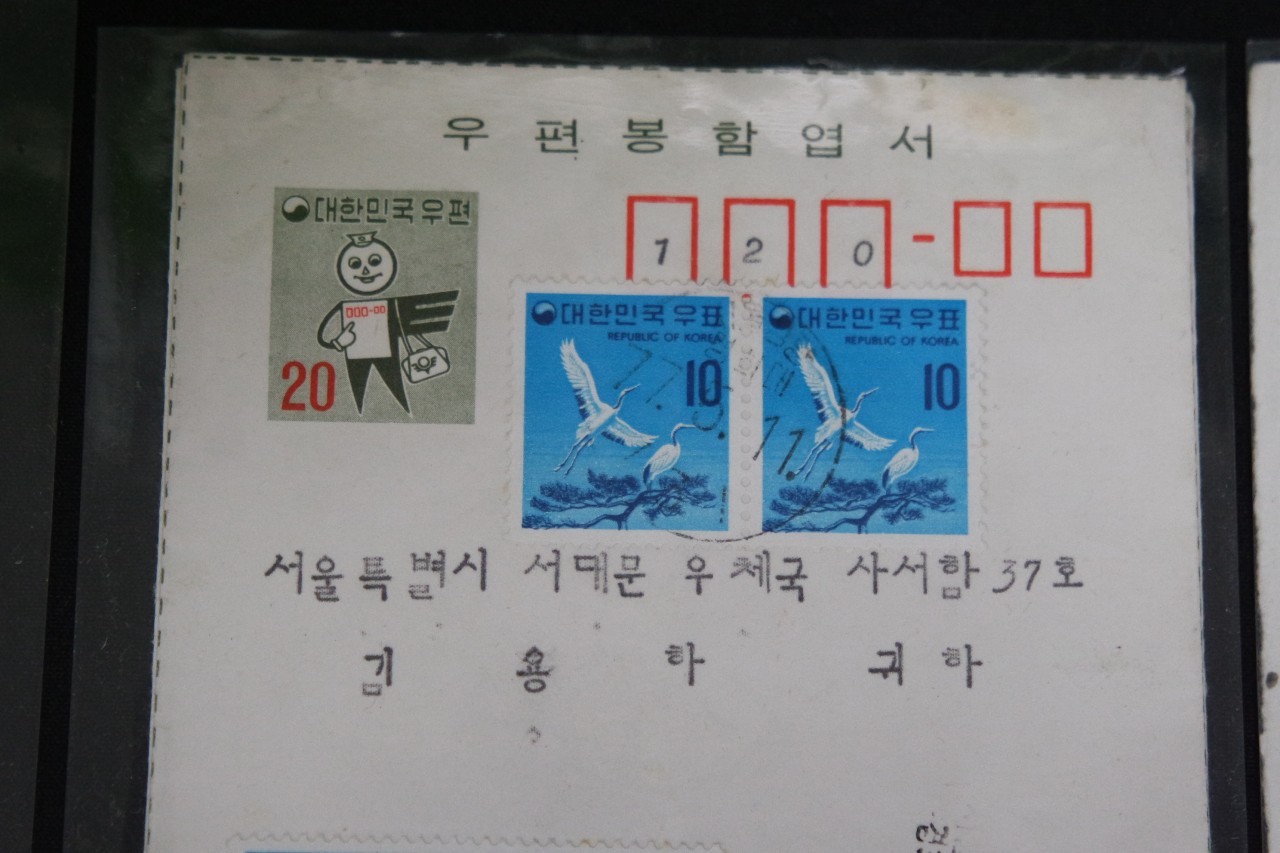 우편봉함엽서
대한민국우편
120-
20
대한민국우표
REPUBLIC OF KOREA
10
대한민국우표
REPUBLIC OF KOREA
10
77.
11.
서울특별시 서대문 우체국 사서함 37호
김 용 하 귀하